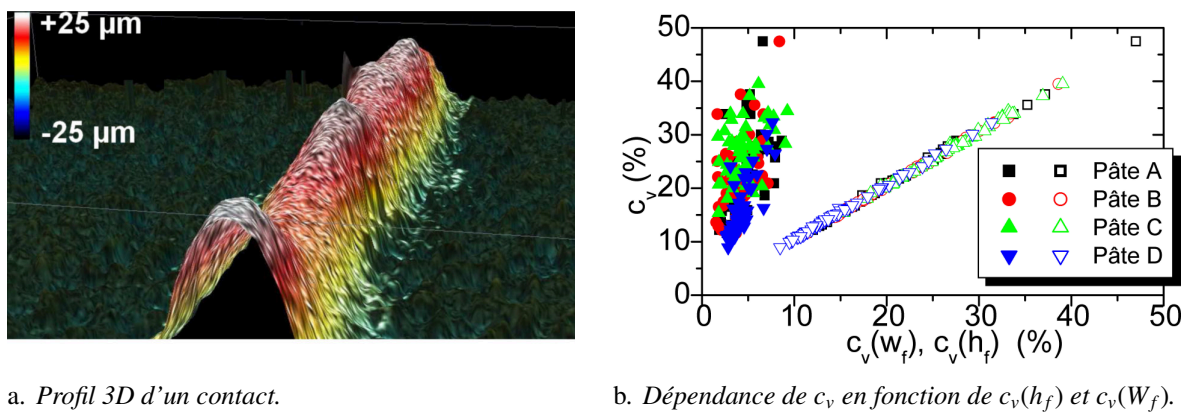 +25 μm
-25 μm
a. Profil 3D d'un contact.
50
40
30
20
10
0
c_v (%)
0 10 20 30 40 50
c_v(w_f), c_v(h_f) (%)
Pâte A
Pâte B
Pâte C
Pâte D
b. Dépendance de c_v en fonction de c_v(h_f) et c_v(W_f).